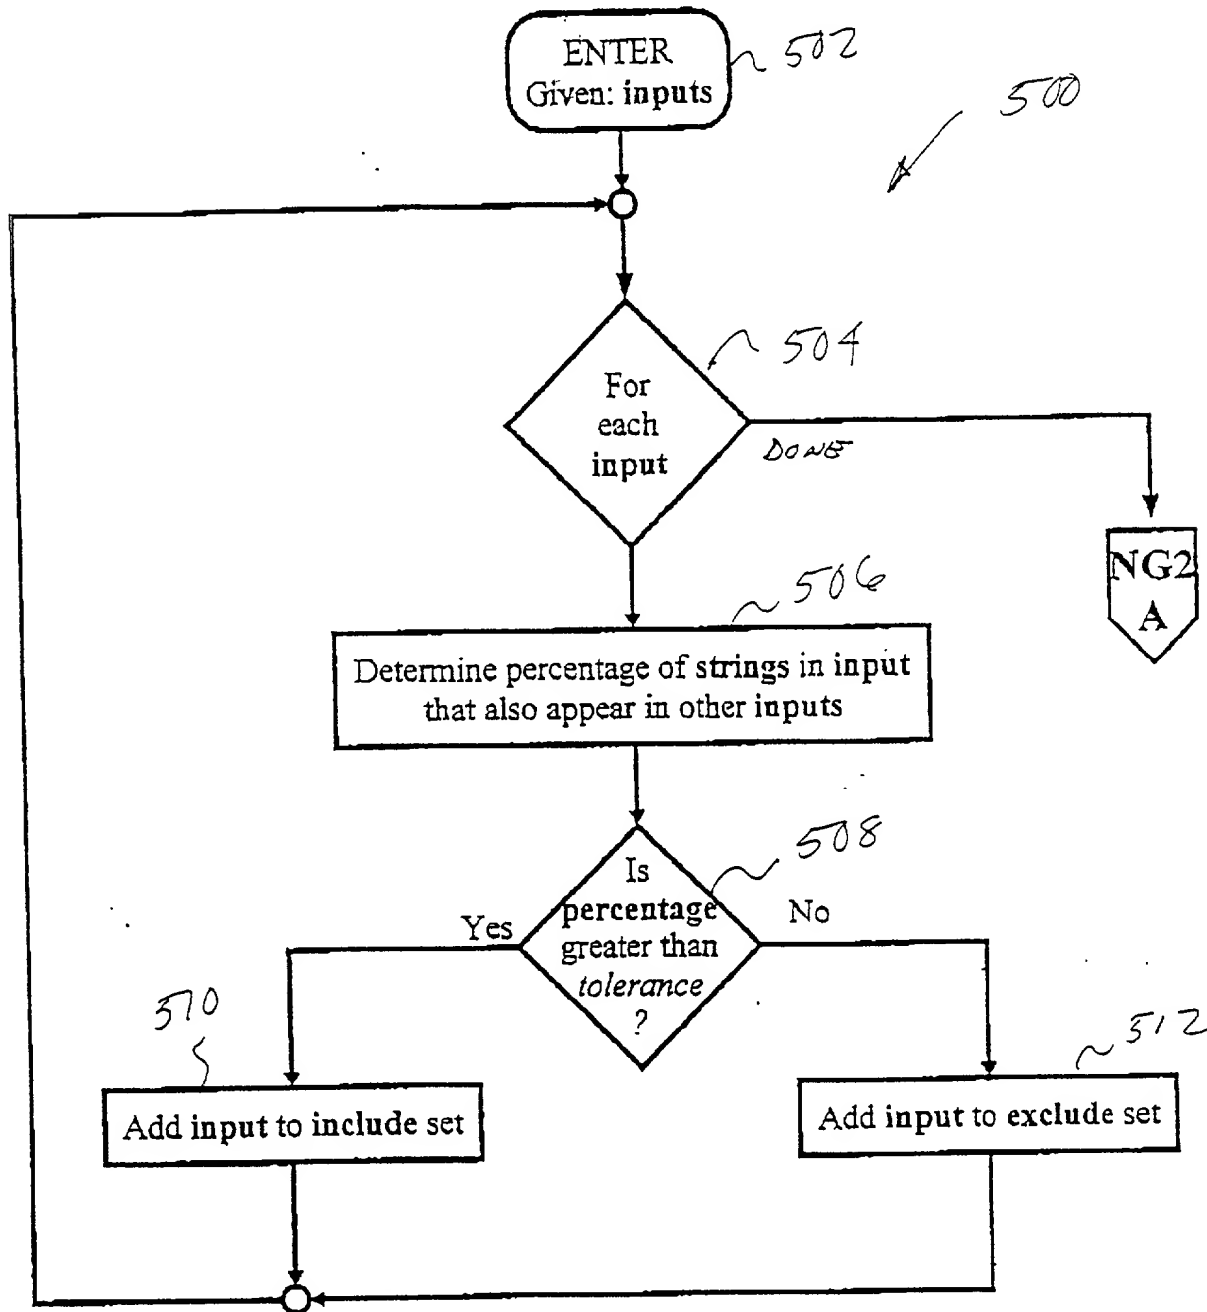 ENTER
Given: inputs
502
500
For
each
input
504
DONE
NG2
A
506
Determine percentage of strings in input
that also appear in other inputs
508
Is
percentage
greater than
tolerance
?
Yes
No
510
Add input to include set
512
Add input to exclude set